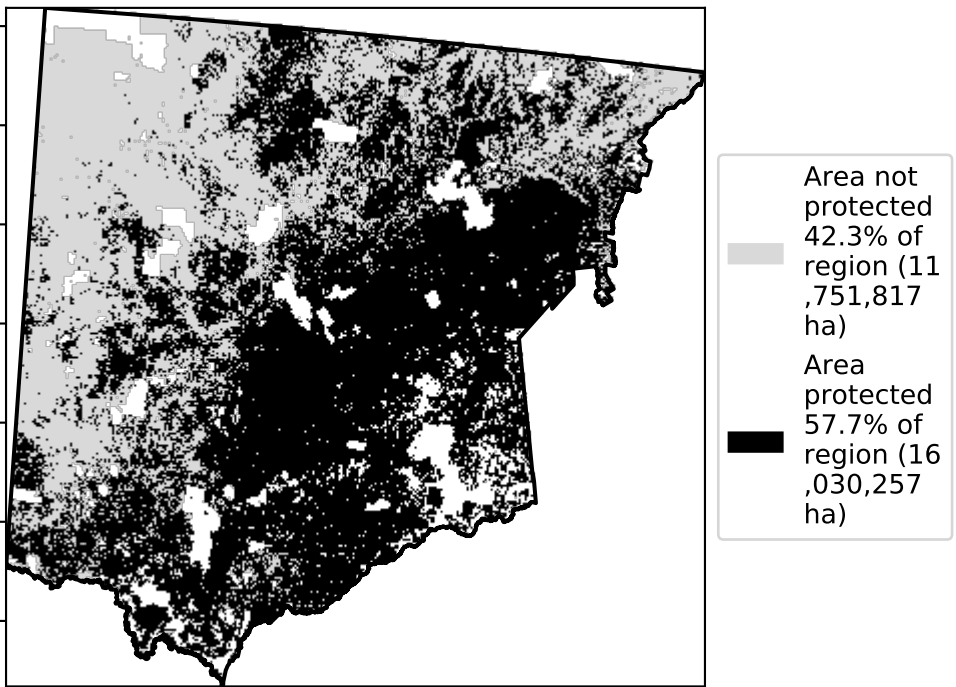 Area not
protected
42.3% of
region (11
,751,817
ha)
Area
protected
57.7% of
region (16
,030,257
ha)